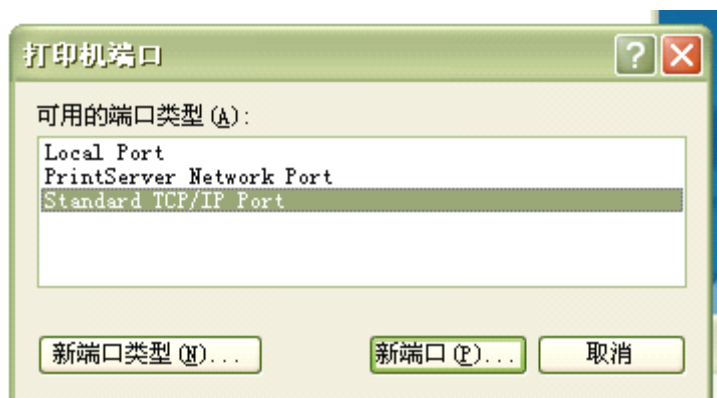 打印机端口
可用的端口类型(A):
Local Port
PrintServer Network Port
Standard TCP/IP Port
新端口类型(N)... 新端口(P)... 取消